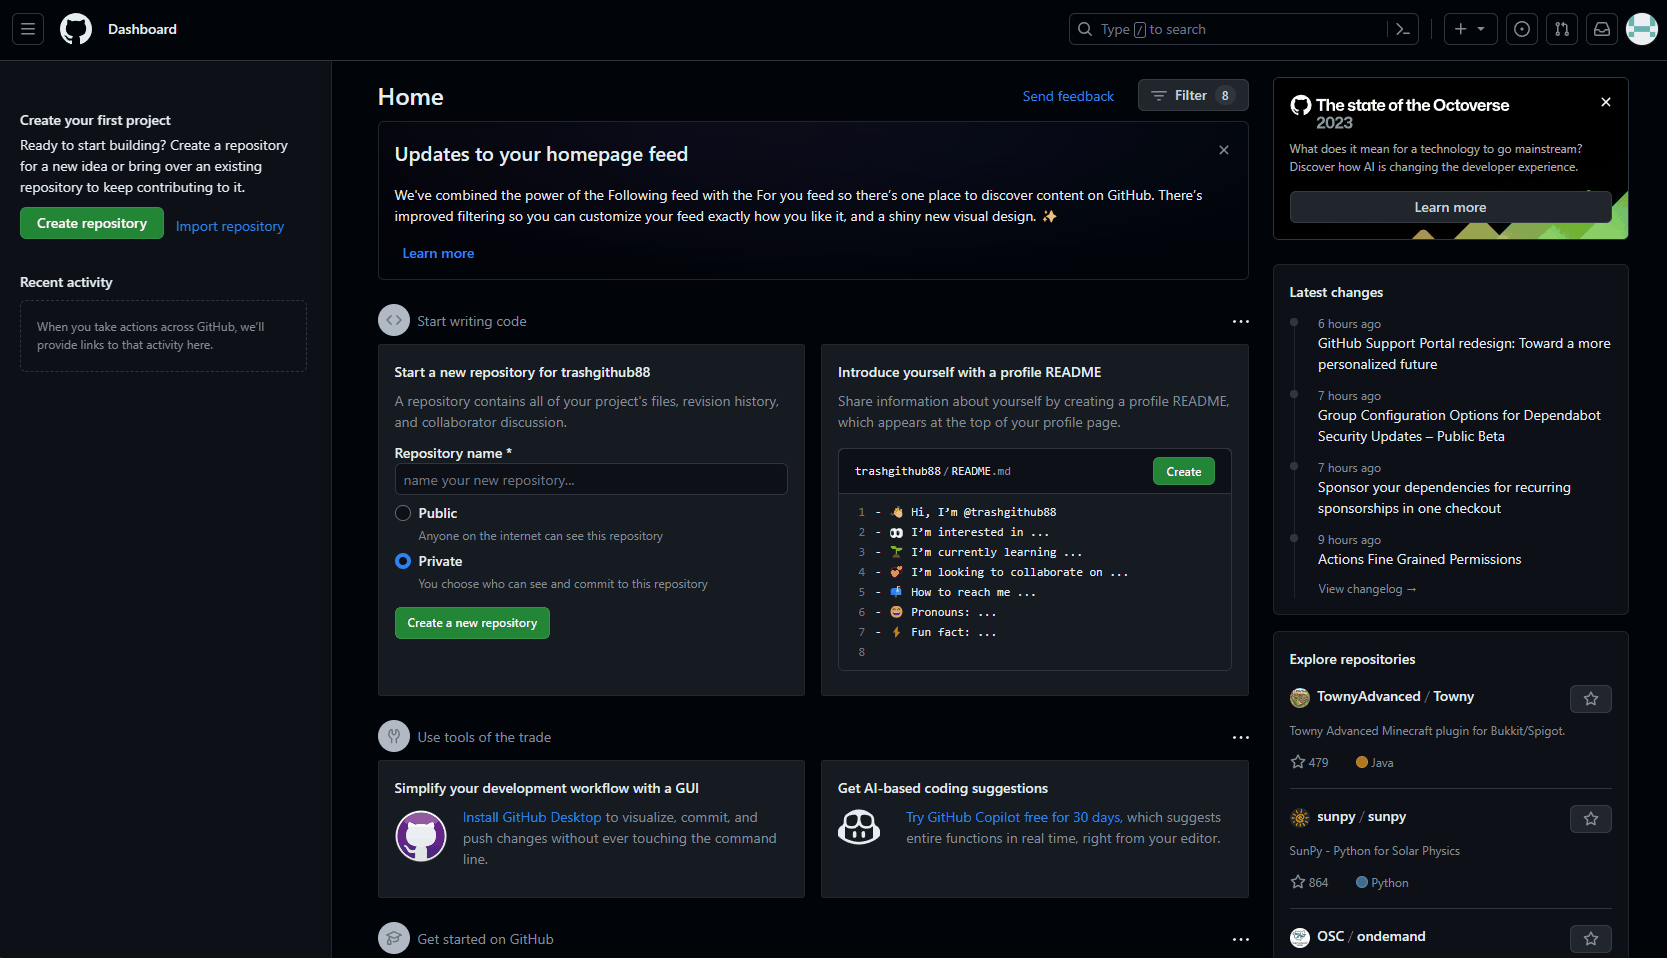 Dashboard
Type / to search
Create your first project
Ready to start building? Create a repository
for a new idea or bring over an existing
repository to keep contributing to it.
Create repository
Import repository
Recent activity
When you take actions across GitHub, we’ll
provide links to that activity here.
Home
Send feedback
Filter 8
Updates to your homepage feed
We've combined the power of the Following feed with the For you feed so there’s one place to discover content on GitHub. There’s
improved filtering so you can customize your feed exactly how you like it, and a shiny new visual design. ✨
Learn more
Start writing code
Start a new repository for trashgithub88
A repository contains all of your project's files, revision history,
and collaborator discussion.
Repository name *
name your new repository...
Public
Anyone on the internet can see this repository
Private
You choose who can see and commit to this repository
Create a new repository
Introduce yourself with a profile README
Share information about yourself by creating a profile README,
which appears at the top of your profile page.
trashgithub88 / README.md
Create
1 - 👋 Hi, I’m @trashgithub88
2 - 👀 I’m interested in ...
3 - 🌱 I’m currently learning ...
4 - 💞️ I’m looking to collaborate on ...
5 - 📫 How to reach me ...
6 - 😄 Pronouns: ...
7 - ⚡ Fun fact: ...
8
Use tools of the trade
Simplify your development workflow with a GUI
Install GitHub Desktop to visualize, commit, and
push changes without ever touching the command
line.
Get AI-based coding suggestions
Try GitHub Copilot free for 30 days, which suggests
entire functions in real time, right from your editor.
Get started on GitHub
The state of the Octoverse
2023
What does it mean for a technology to go mainstream?
Discover how AI is changing the developer experience.
Learn more
Latest changes
6 hours ago
GitHub Support Portal redesign: Toward a more
personalized future
7 hours ago
Group Configuration Options for Dependabot
Security Updates – Public Beta
7 hours ago
Sponsor your dependencies for recurring
sponsorships in one checkout
9 hours ago
Actions Fine Grained Permissions
View changelog →
Explore repositories
TownyAdvanced / Towny
Towny Advanced Minecraft plugin for Bukkit/Spigot.
479
Java
sunpy / sunpy
SunPy - Python for Solar Physics
864
Python
OSC / ondemand